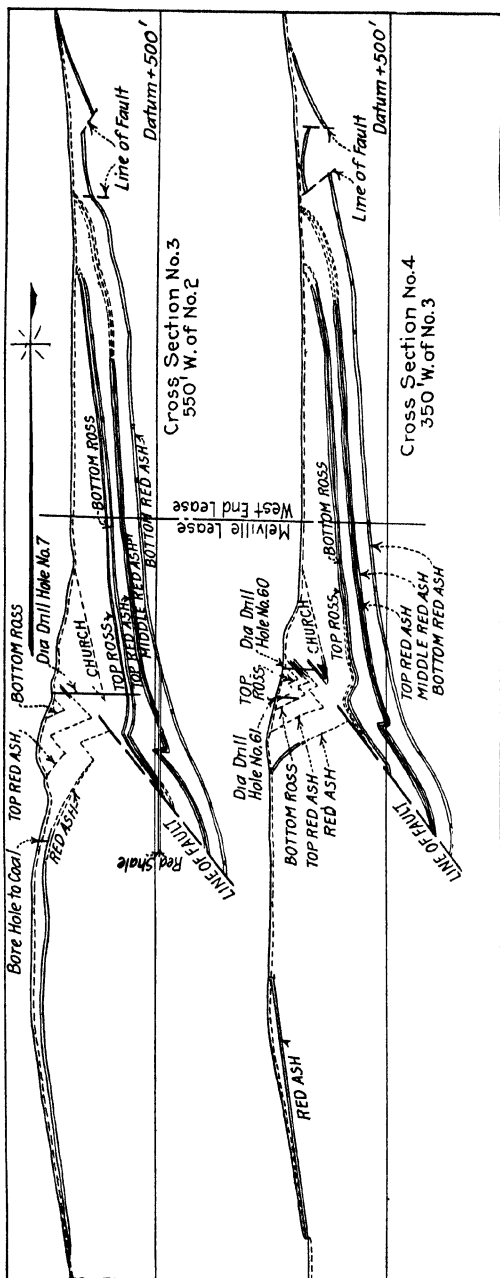 Bore Hole to Coal
TOP RED ASH
BOTTOM ROSS
Dia Drill Hole No.7
RED ASH
CHURCH
TOP ROSS
BOTTOM ROSS
TOP RED ASH
MIDDLE RED ASH
BOTTOM RED ASH
Red Shale
LINE OF FAULT
Line of Fault
Datum + 500'
Cross Section No.3
550' W. of No.2
Melville Lease
West End Lease
Dia Drill
Hole No.61
TOP
ROSS
Dia Drill
Hole No.60
CHURCH
BOTTOM ROSS
TOP RED ASH
RED ASH
TOP ROSS
BOTTOM ROSS
RED ASH
TOP RED ASH
MIDDLE RED ASH
BOTTOM RED ASH
LINE OF FAULT
Line of Fault
Datum + 500'
Cross Section No.4
350' W. of No.3